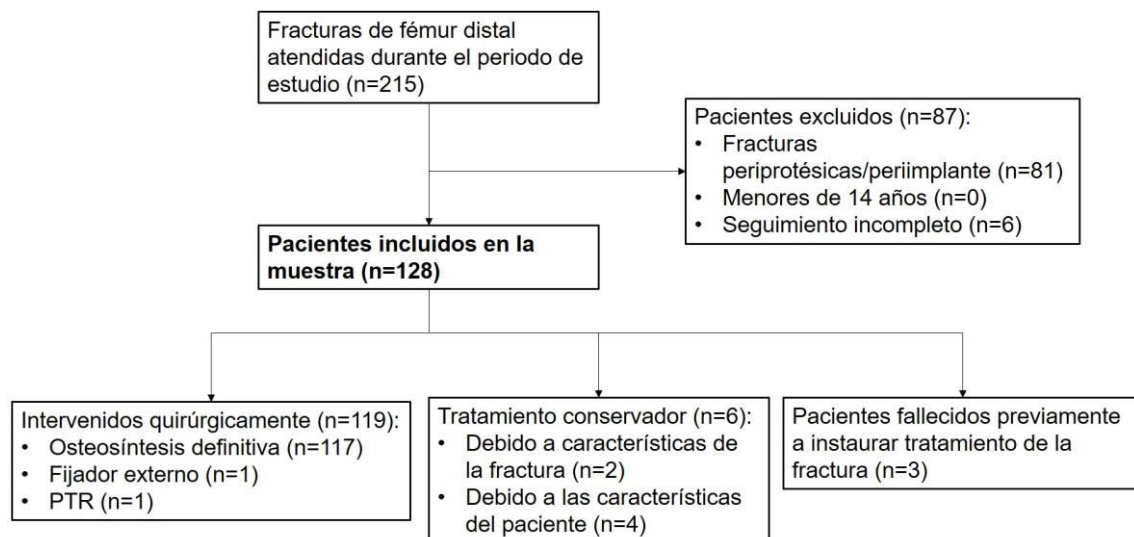 Fracturas de fémur distal
atendidas durante el periodo de
estudio (n=215)
Pacientes excluidos (n=87):
• Fracturas
periprotésicas/periimplante (n=81)
• Menores de 14 años (n=0)
• Seguimiento incompleto (n=6)
Pacientes incluidos en la
muestra (n=128)
Intervenidos quirúrgicamente (n=119):
• Osteosíntesis definitiva (n=117)
• Fijador externo (n=1)
• PTR (n=1)
Tratamiento conservador (n=6):
• Debido a características de
la fractura (n=2)
• Debido a las características
del paciente (n=4)
Pacientes fallecidos previamente
a instaurar tratamiento de la
fractura (n=3)